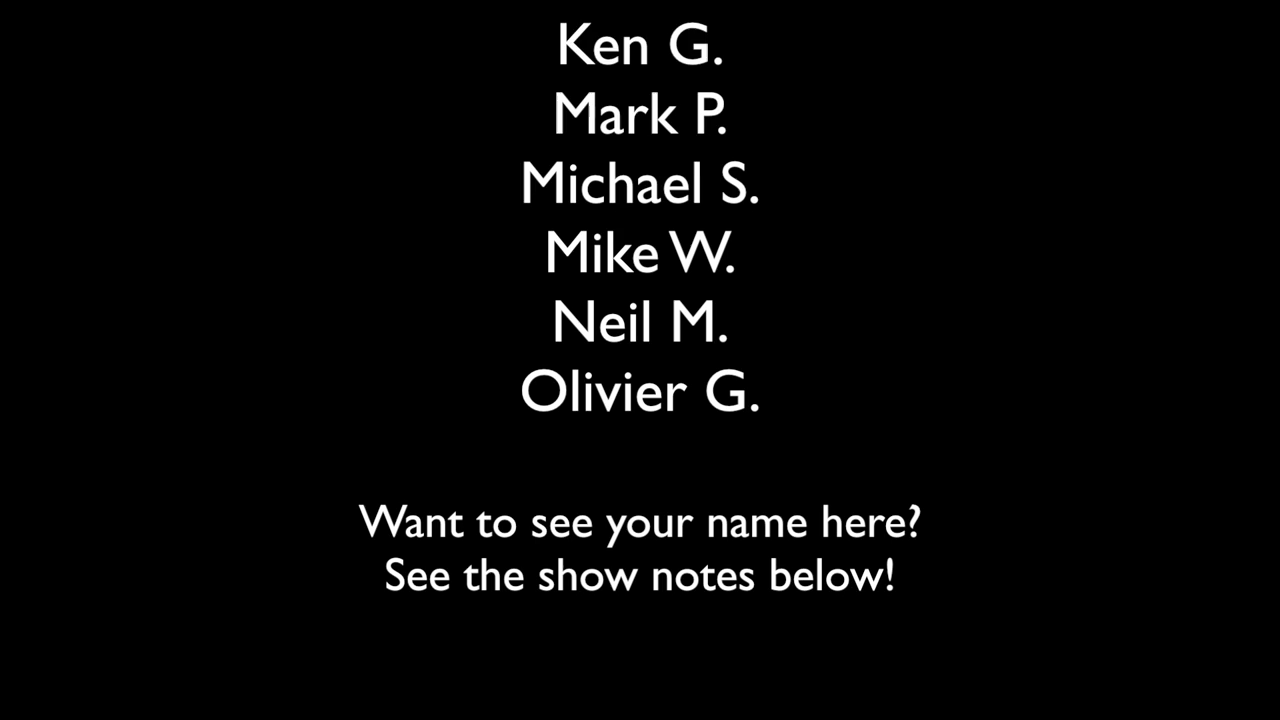 Ken G.
Mark P.
Michael S.
Mike W.
Neil M.
Olivier G.
Want to see your name here?
See the show notes below!